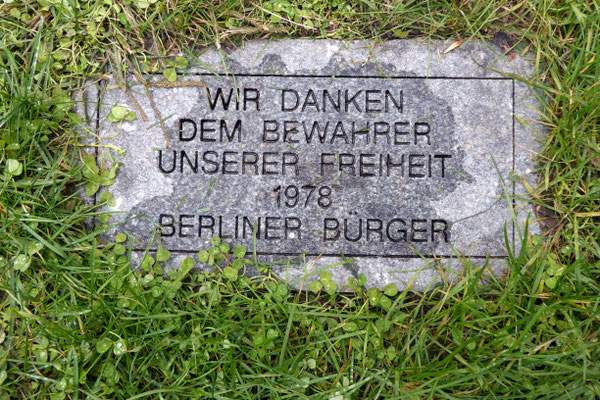 WIR DANKEN
DEM BEWAHRER
UNSERER FREIHEIT
1978
BERLINER BÜRGER